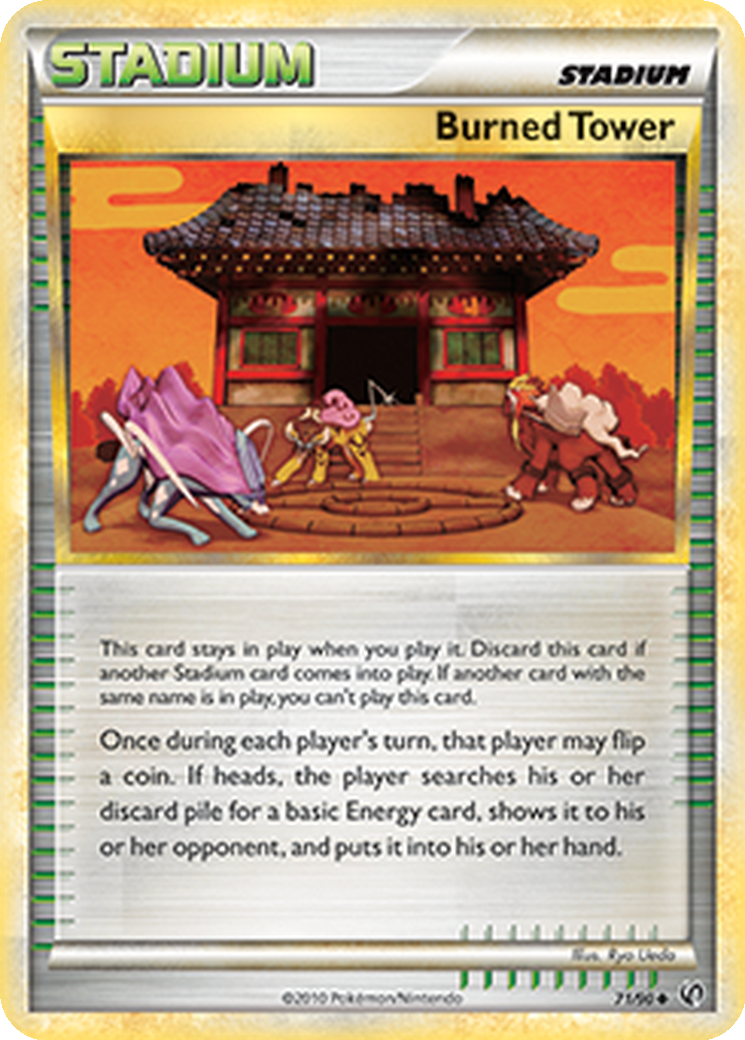 STADIUM
STADIUM
Burned Tower
This card stays in play when you play it. Discard this card if
another Stadium card comes into play. If another card with the
same name is in play, you can't play this card.
Once during each player's turn, that player may flip
a coin. If heads, the player searches his or her
discard pile for a basic Energy card, shows it to his
or her opponent, and puts it into his or her hand.
Illus. Ryo Ueda
©2010 Pokémon/Nintendo
71/90